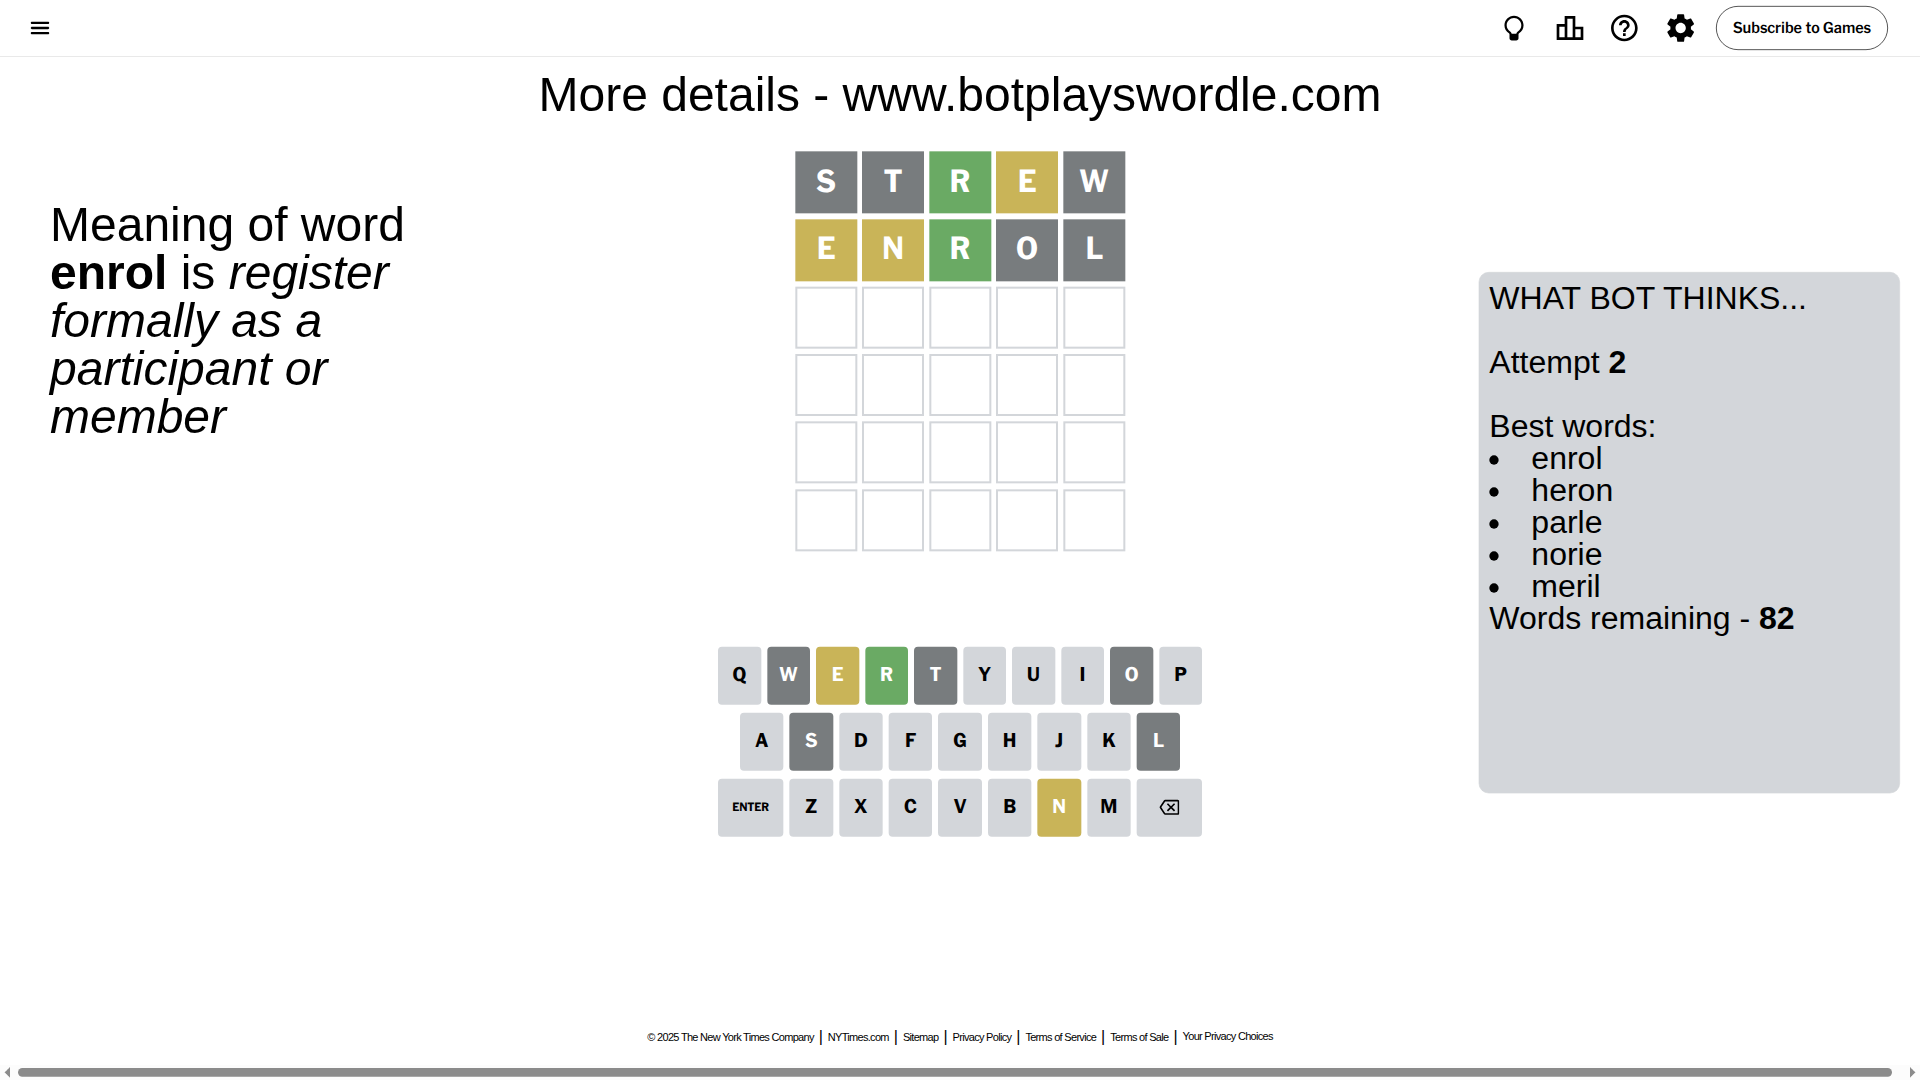 Subscribe to Games
More details - www.botplayswordle.com
Meaning of word
enrol is register
formally as a
participant or
member
S T R E W
E N R O L
WHAT BOT THINKS...
Attempt 2
Best words:
• enrol
• heron
• parle
• norie
• meril
Words remaining - 82
Q W E R T Y U I O P
A S D F G H J K L
ENTER Z X C V B N M
© 2025 The New York Times Company | NYTimes.com | Sitemap | Privacy Policy | Terms of Service | Terms of Sale | Your Privacy Choices